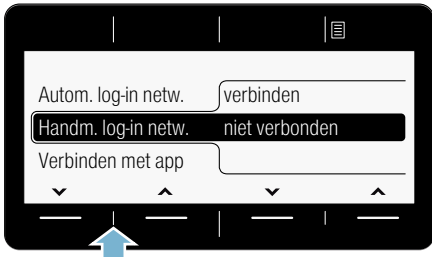 Autom. log-in netw. verbinden
Handm. log-in netw. niet verbonden
Verbinden met app